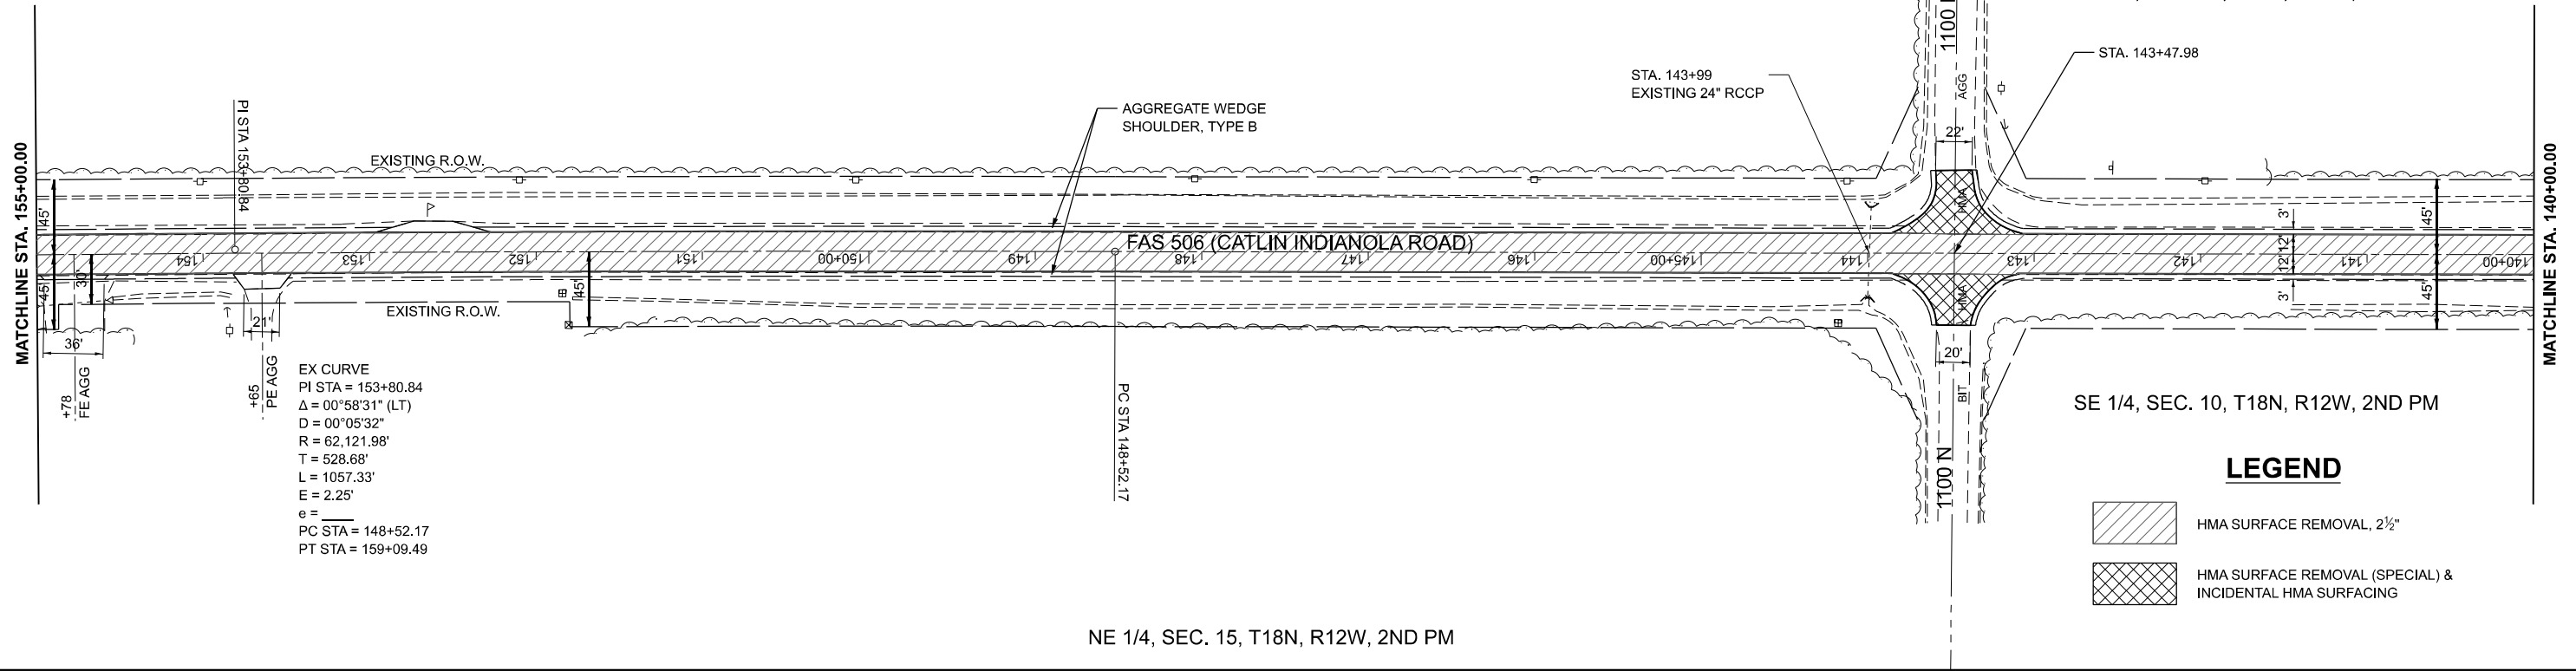 MATCHLINE STA. 155+00.00
PI STA 153+80.84
EXISTING R.O.W.
AGGREGATE WEDGE
SHOULDER, TYPE B
STA. 143+99
EXISTING 24" RCCP
1100
AGG
22'
STA. 143+47.98
MATCHLINE STA. 140+00.00
45'
45'
30'
154
153
152
45'
151
150+00
149
FAS 506 (CATLIN INDIANOLA ROAD)
148
147
146
145+00
144
HMA
HMA
143
3'
12'
12'
3'
142
141
45'
45'
140+00
EXISTING R.O.W.
21'
36'
+78
FE AGG
+65
PE AGG
EX CURVE
PI STA = 153+80.84
Δ = 00°58'31" (LT)
D = 00°05'32"
R = 62,121.98'
T = 528.68'
L = 1057.33'
E = 2.25'
e = ____
PC STA = 148+52.17
PT STA = 159+09.49
PC STA 148+52.17
20'
BIT
1100 N
SE 1/4, SEC. 10, T18N, R12W, 2ND PM
LEGEND
HMA SURFACE REMOVAL, 2½"
HMA SURFACE REMOVAL (SPECIAL) &
INCIDENTAL HMA SURFACING
NE 1/4, SEC. 15, T18N, R12W, 2ND PM